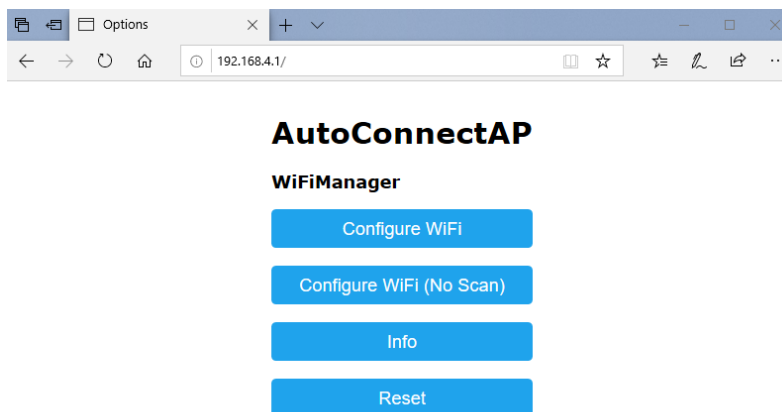 Options
192.168.4.1/
AutoConnectAP
WiFiManager
Configure WiFi
Configure WiFi (No Scan)
Info
Reset